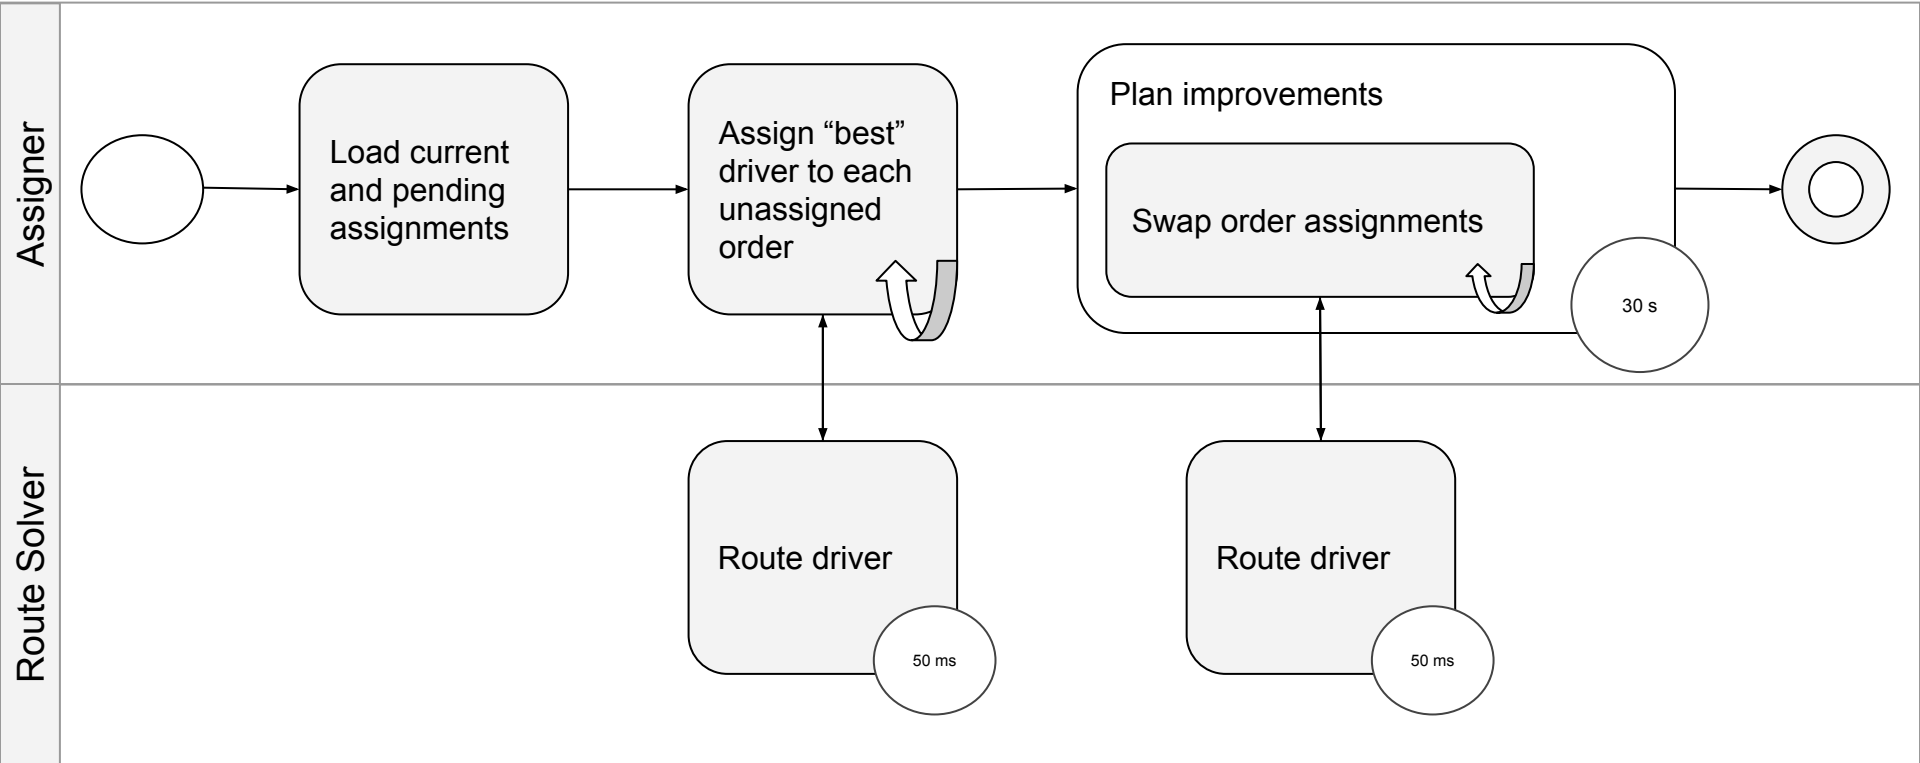 Assigner
Load current
and pending
assignments
Assign “best”
driver to each
unassigned
order
Plan improvements
Swap order assignments
30 s
Route Solver
Route driver
50 ms
Route driver
50 ms